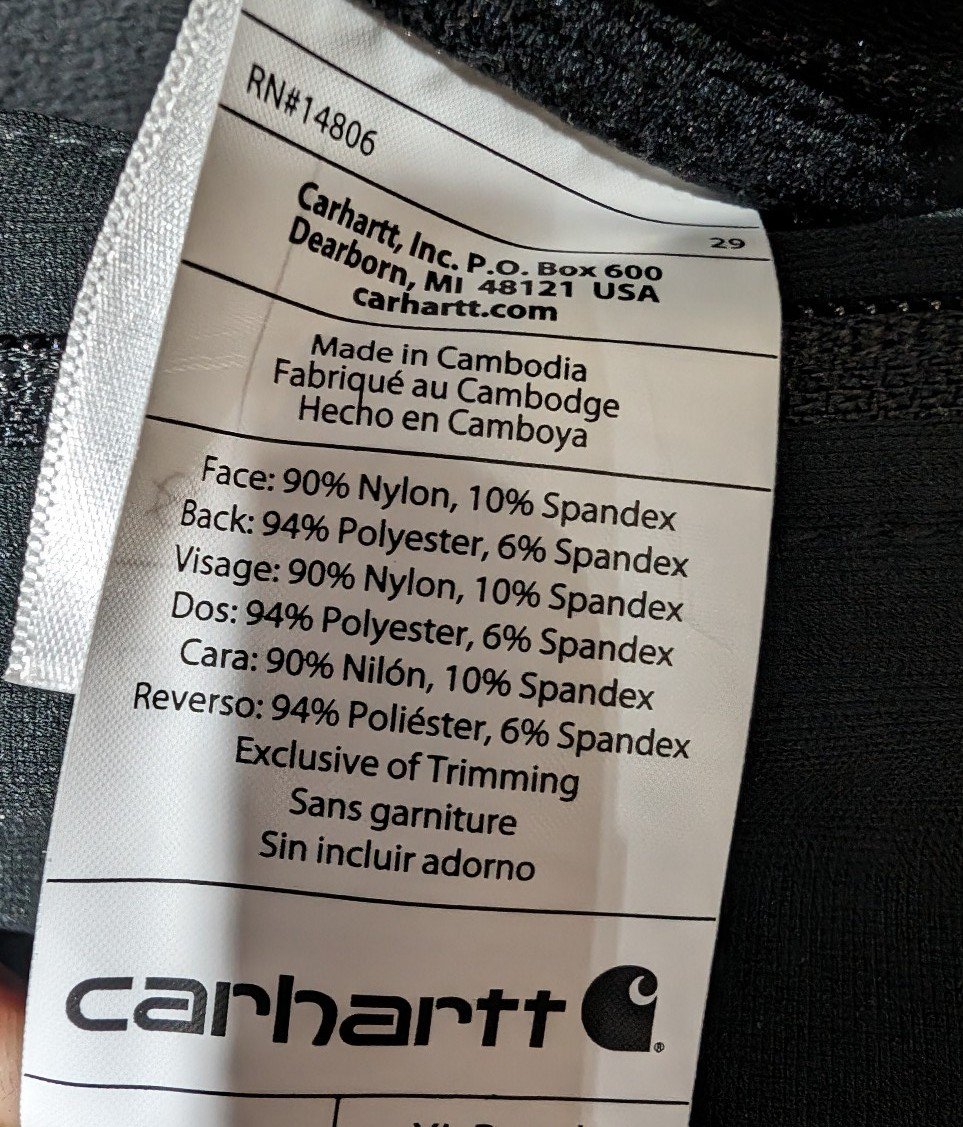 RN#14806
29
Carhartt, Inc. P.O. Box 600
Dearborn, MI 48121 USA
carhartt.com
Made in Cambodia
Fabriqué au Cambodge
Hecho en Camboya
Face: 90% Nylon, 10% Spandex
Back: 94% Polyester, 6% Spandex
Visage: 90% Nylon, 10% Spandex
Dos: 94% Polyester, 6% Spandex
Cara: 90% Nilón, 10% Spandex
Reverso: 94% Poliéster, 6% Spandex
Exclusive of Trimming
Sans garniture
Sin incluir adorno
carhartt ®